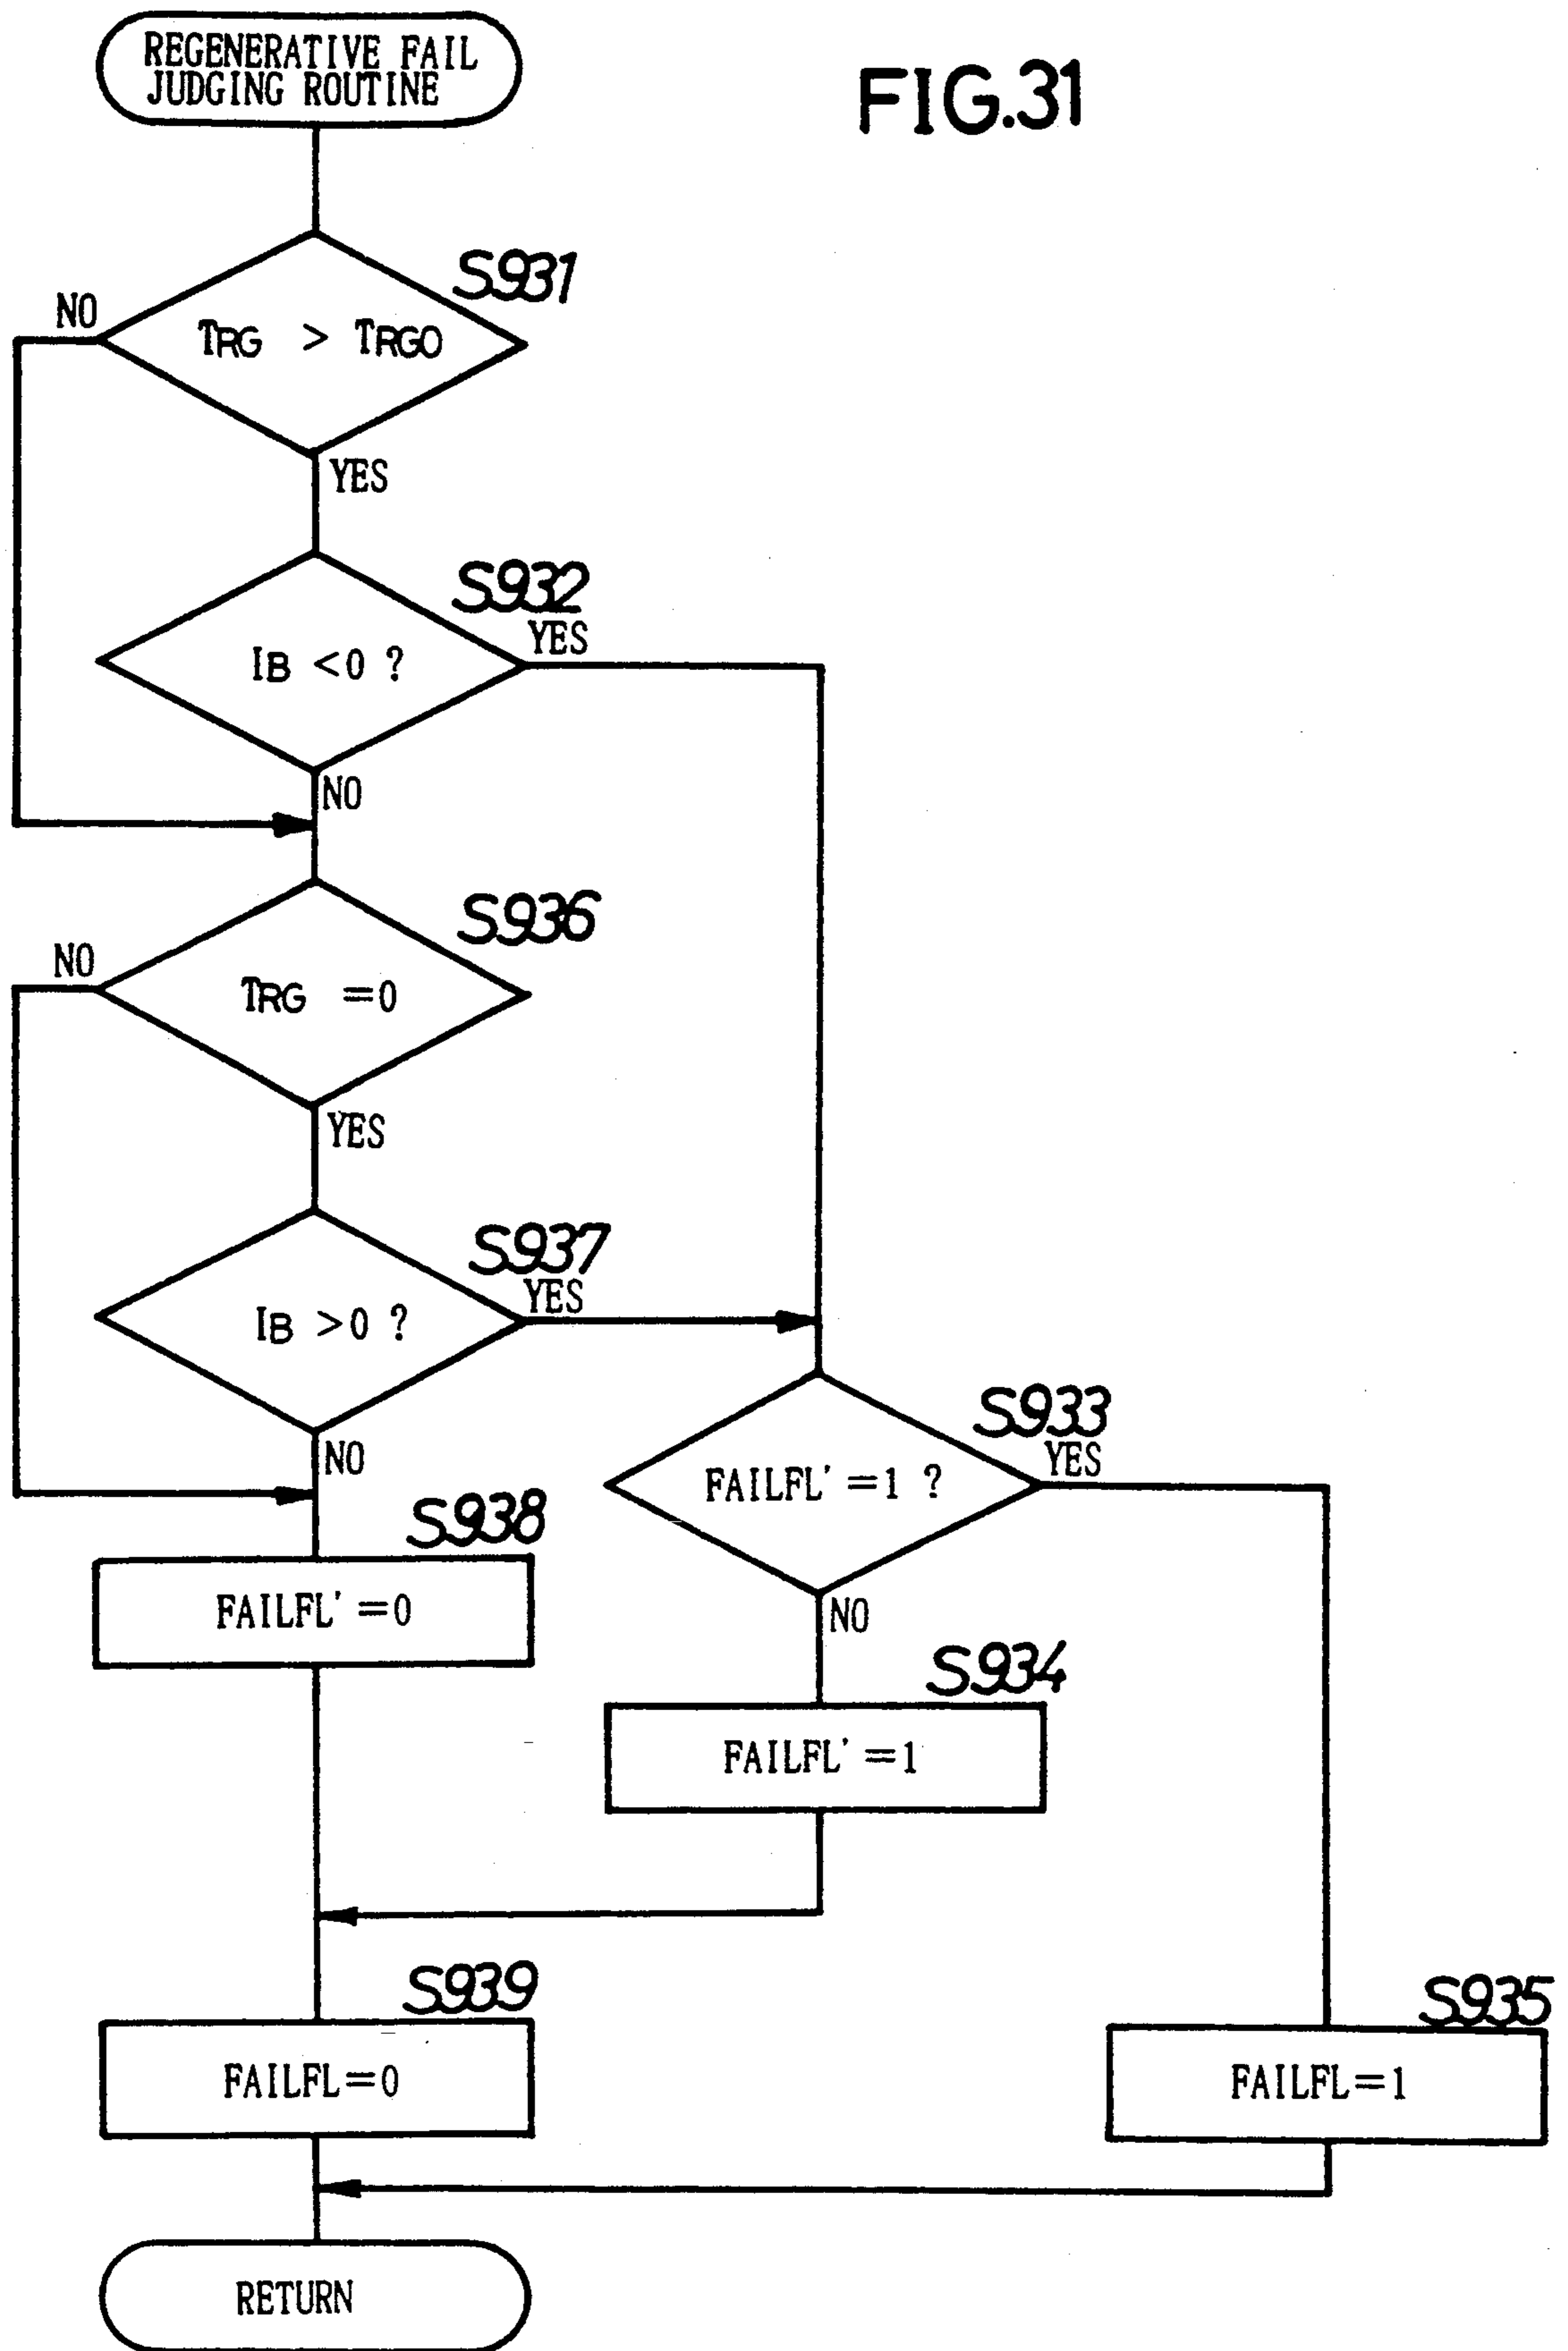 REGENERATIVE FAIL
JUDGING ROUTINE
FIG.31
S931
NO
TRG > TRGO
YES
S932
YES
IB <0 ?
NO
S936
NO
TRG =0
YES
S937
YES
IB >0 ?
NO
S933
YES
FAILFL' =1 ?
NO
S938
FAILFL' =0
S934
FAILFL' =1
S939
FAILFL=0
S935
FAILFL=1
RETURN